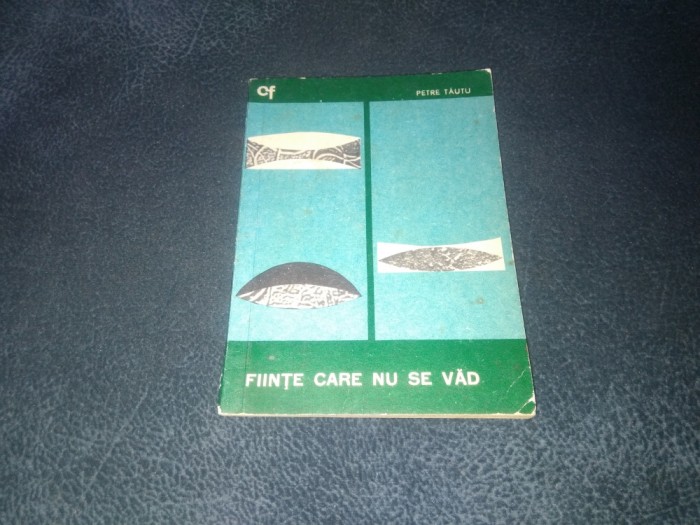 cf
PETRE TĂUTU
FIINȚE CARE NU SE VĂD